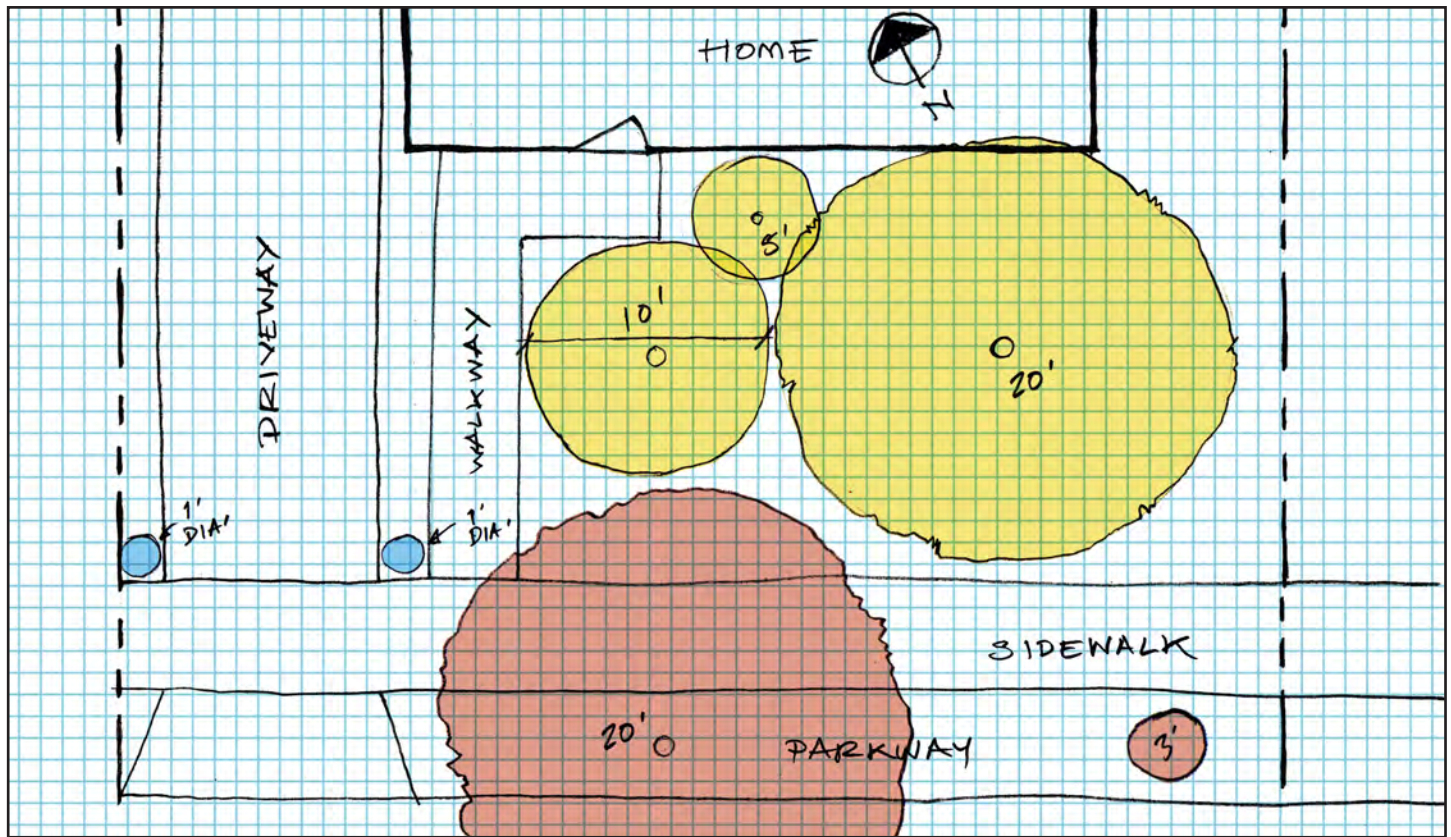 HOME
N
5'
10'
20'
DRIVEWAY
WALKWAY
1'
DIA'
1'
DIA'
SIDEWALK
20'
PARKWAY
3'